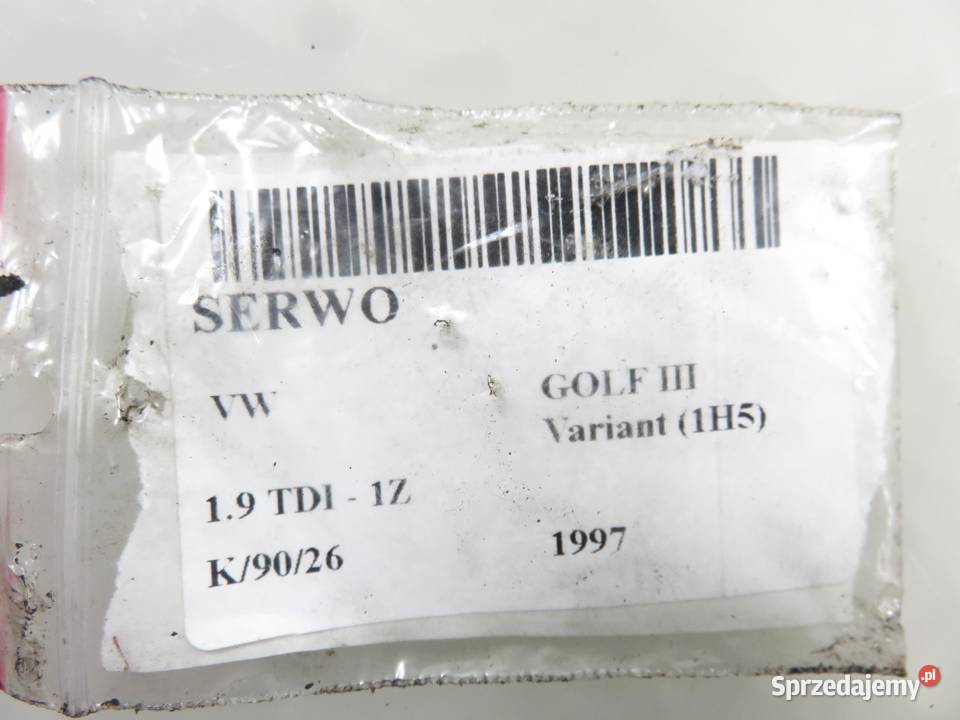 SERWO
VW
GOLF III
Variant (1H5)
1.9 TDI - 1Z
K/90/26
1997
Sprzedajemy.pl